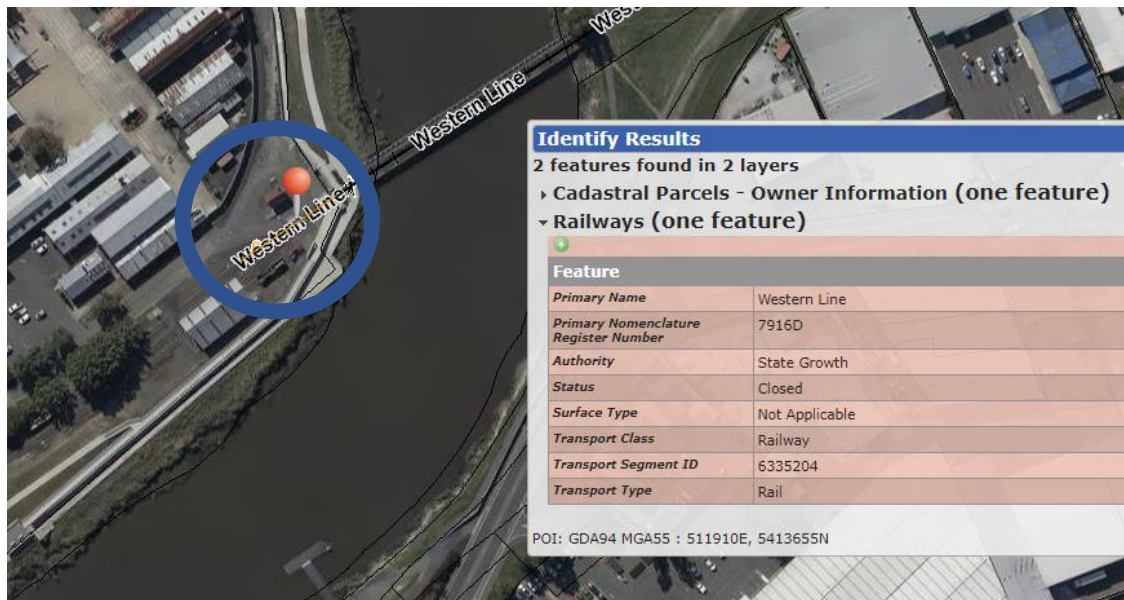 Wes
Western Line
Western Line
Identify Results
2 features found in 2 layers
Cadastral Parcels - Owner Information (one feature)
Railways (one feature)
Feature
Primary Name Western Line
Primary Nomenclature Register Number 7916D
Authority State Growth
Status Closed
Surface Type Not Applicable
Transport Class Railway
Transport Segment ID 6335204
Transport Type Rail
POI: GDA94 MGA55 : 511910E, 5413655N